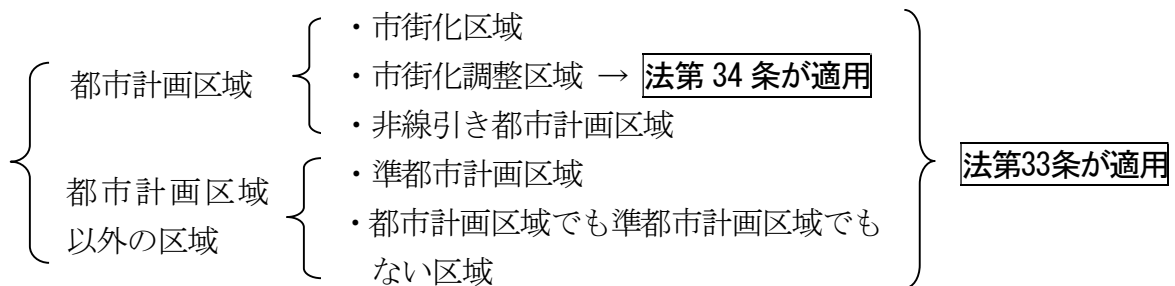 都市計画区域
・市街化区域
・市街化調整区域 → 法第 34 条が適用
・非線引き都市計画区域
都市計画区域
以外の区域
・準都市計画区域
・都市計画区域でも準都市計画区域でも
ない区域
法第33条が適用